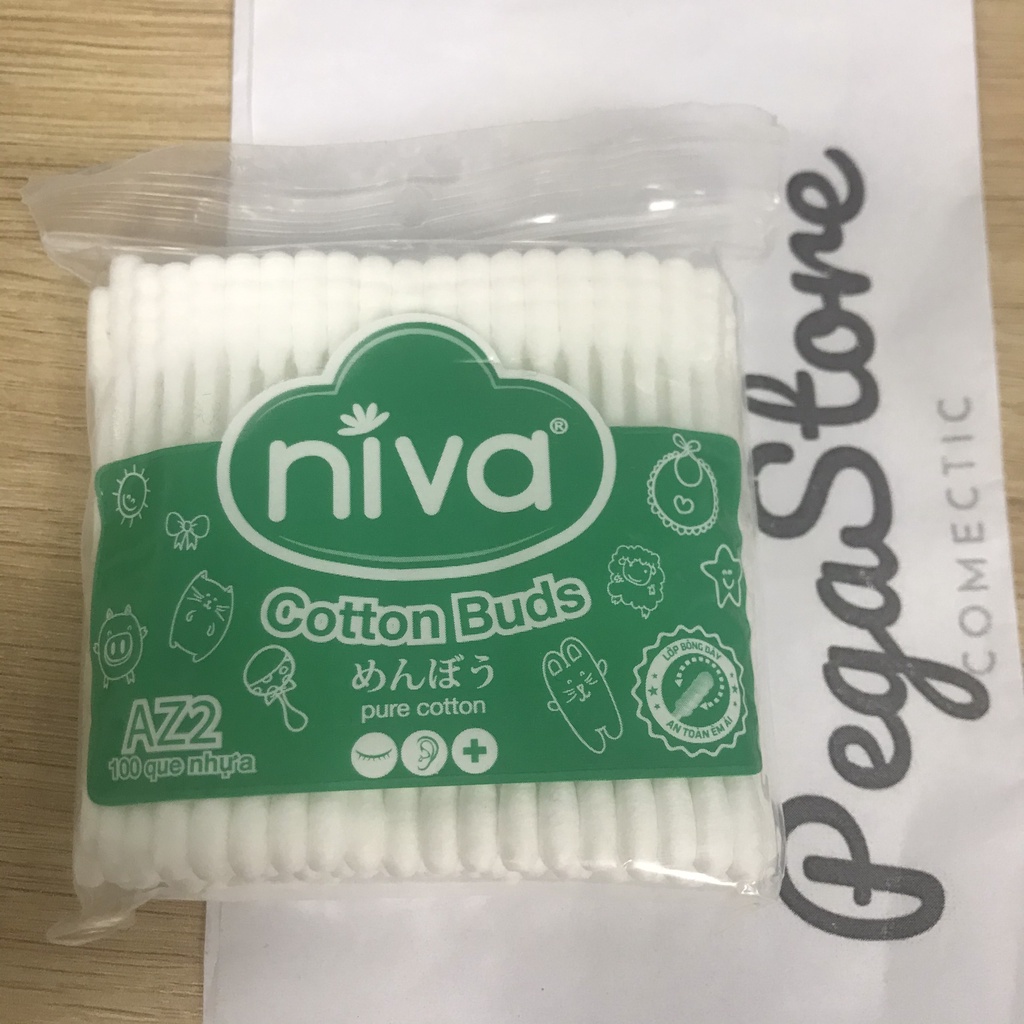 niva®
Cotton Buds
めんぼう
pure cotton
AZ2
100 que nhựa
LỚP BÔNG DÀY
AN TOÀN ÊM ÁI
PegaStore
COMECTIC